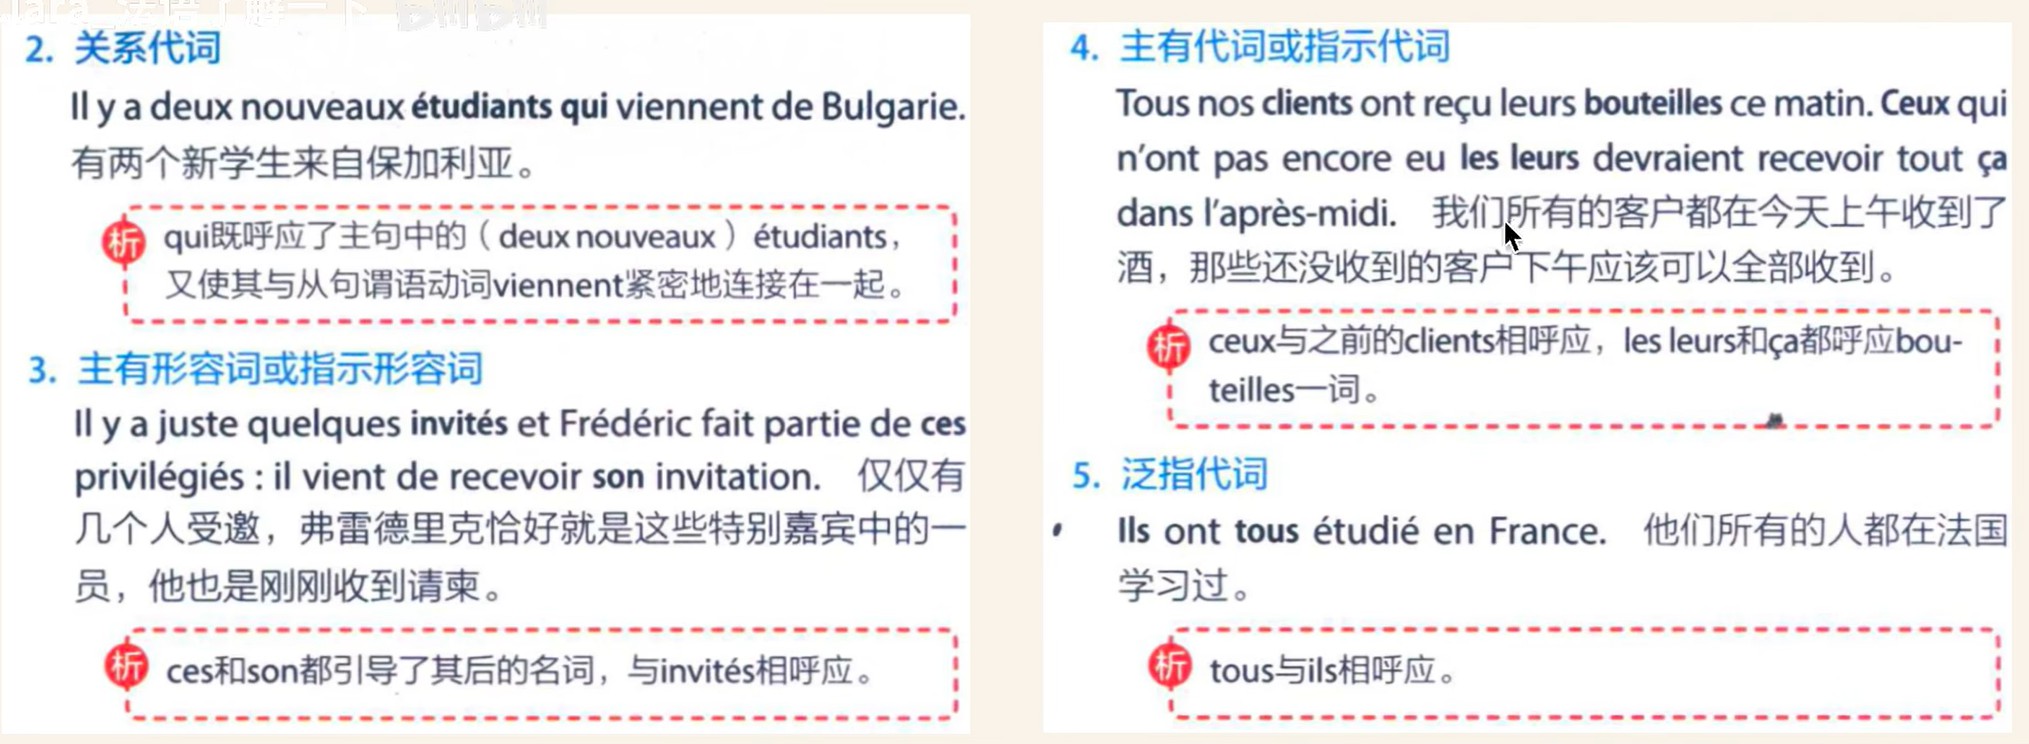 2. 关系代词
Il y a deux nouveaux étudiants qui viennent de Bulgarie.
有两个新学生来自保加利亚。
析 qui既呼应了主句中的（deux nouveaux）étudiants，
又使其与从句谓语动词viennent紧密地连接在一起。
3. 主有形容词或指示形容词
Il y a juste quelques invités et Frédéric fait partie de ces
privilégiés : il vient de recevoir son invitation. 仅仅有
几个人受邀，弗雷德里克恰好就是这些特别嘉宾中的一
员，他也是刚刚收到请柬。
析 ces和son都引导了其后的名词，与invités相呼应。
4. 主有代词或指示代词
Tous nos clients ont reçu leurs bouteilles ce matin. Ceux qui
n'ont pas encore eu les leurs devraient recevoir tout ça
dans l'après-midi. 我们所有的客户都在今天上午收到了
酒，那些还没收到的客户下午应该可以全部收到。
析 ceux与之前的clients相呼应，les leurs和ça都呼应bou-
teilles一词。
5. 泛指代词
Ils ont tous étudié en France. 他们所有的人都在法国
学习过。
析 tous与ils相呼应。